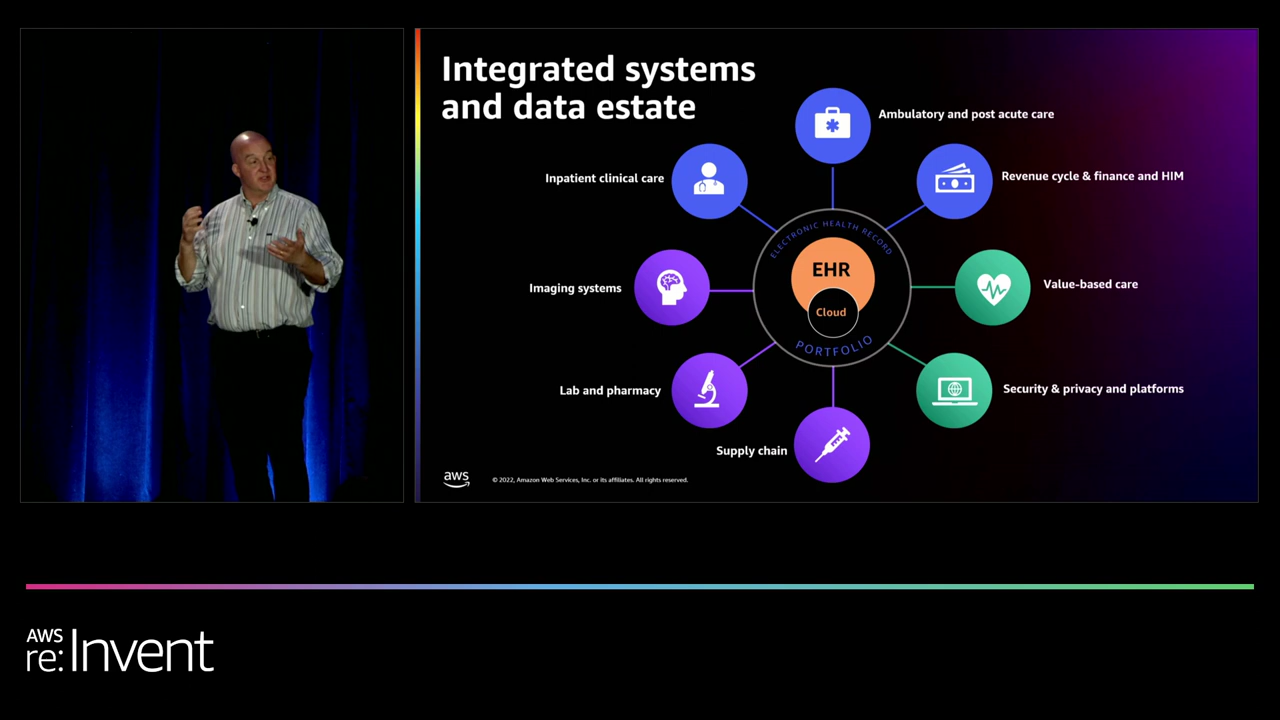 Integrated systems
and data estate
Ambulatory and post acute care
Inpatient clinical care
Revenue cycle & finance and HIM
ELECTRONIC HEALTH RECORD
EHR
Cloud
PORTFOLIO
Imaging systems
Value-based care
Lab and pharmacy
Security & privacy and platforms
Supply chain
aws
© 2022, Amazon Web Services, Inc. or its affiliates. All rights reserved.
AWS
re:Invent